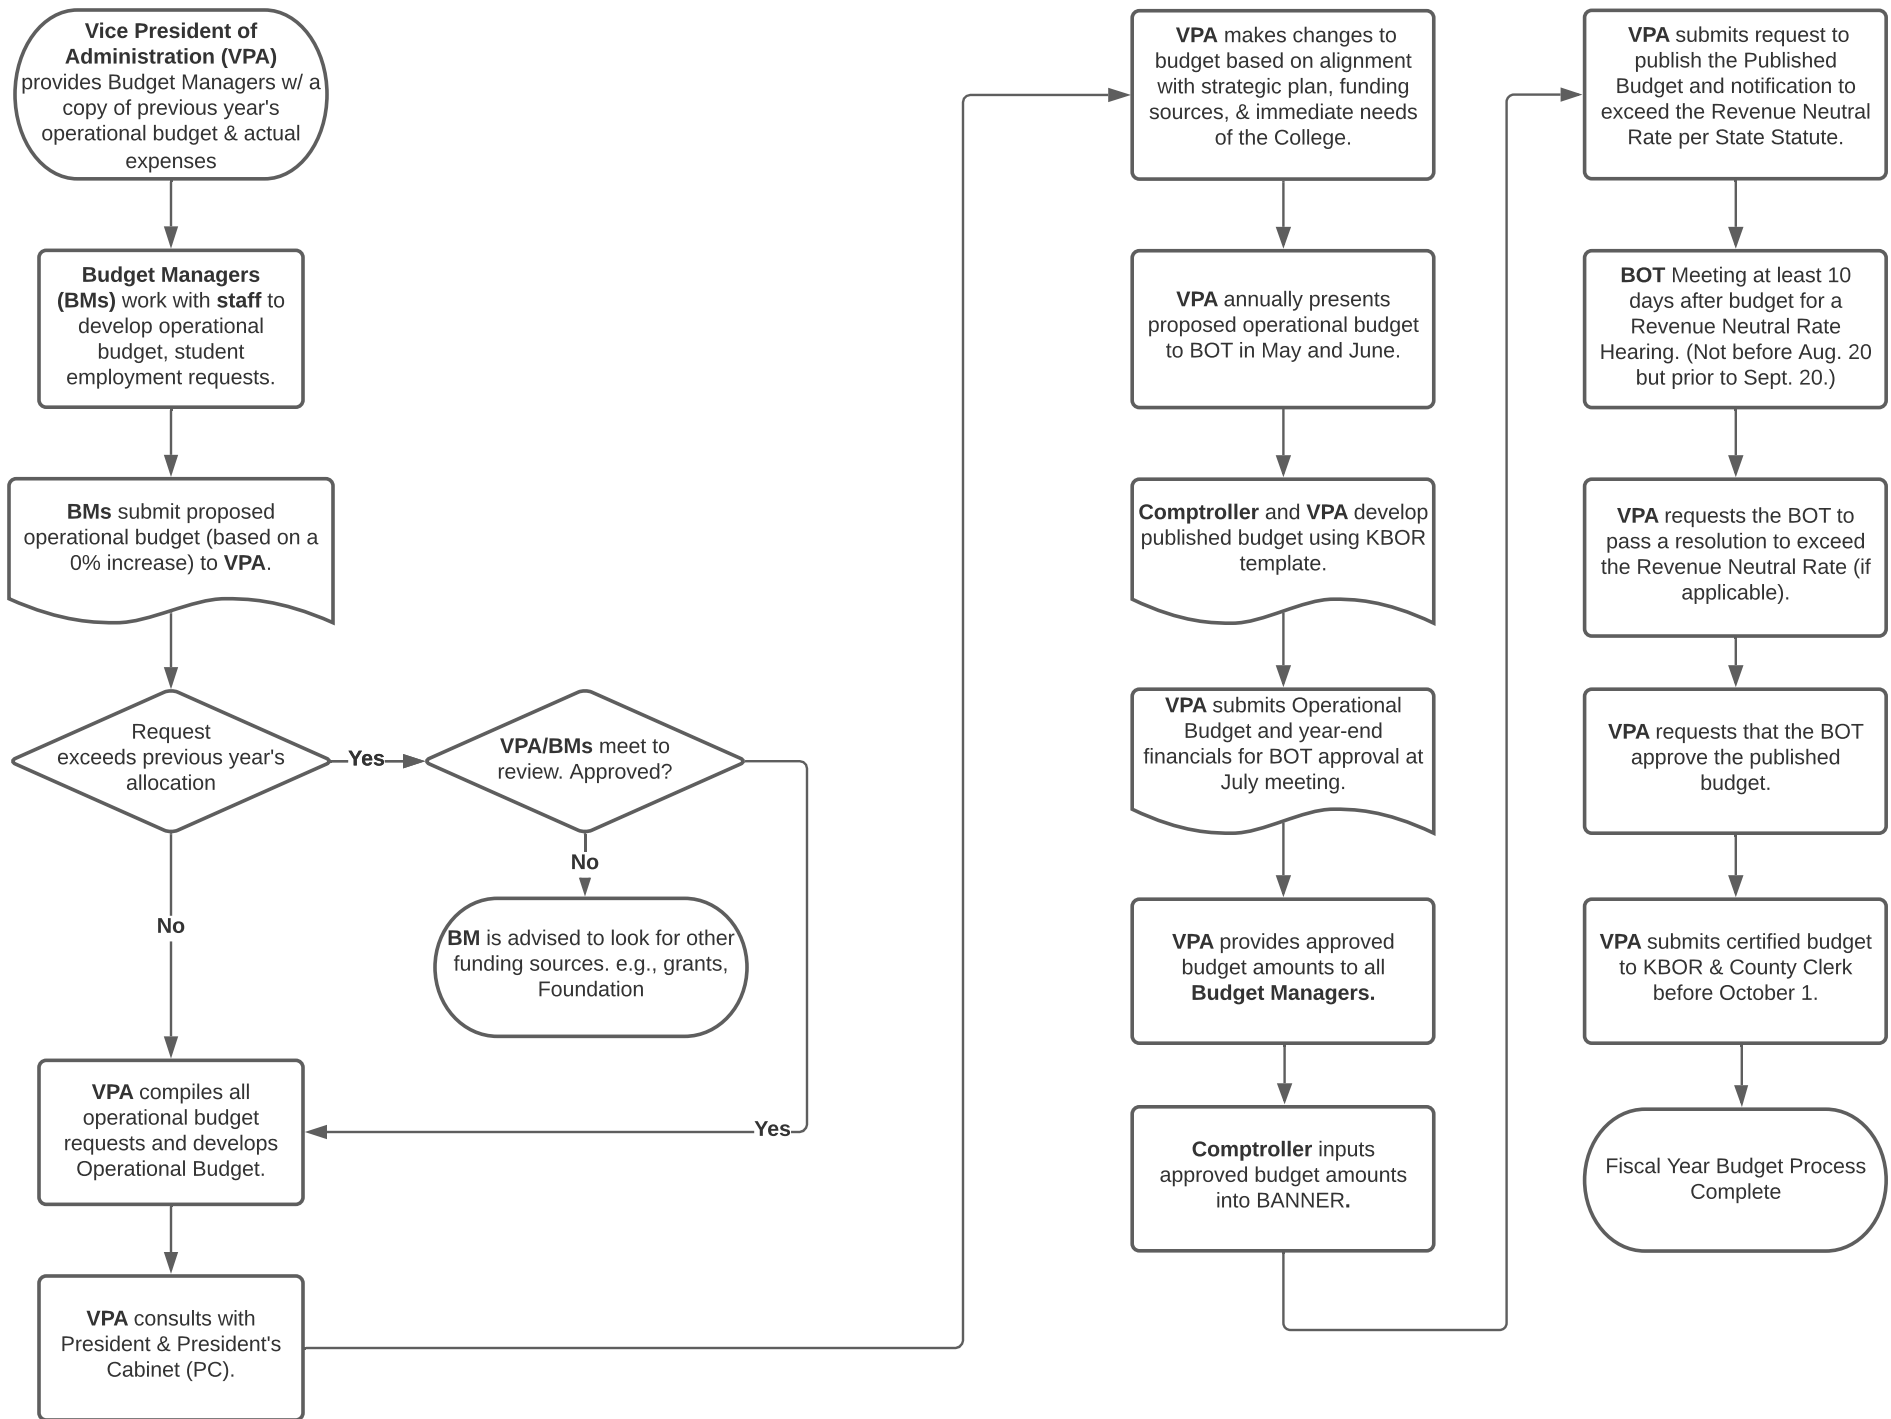 Vice President of
Administration (VPA)
provides Budget Managers w/ a
copy of previous year's
operational budget & actual
expenses
Budget Managers
(BMs) work with staff to
develop operational
budget, student
employment requests.
BMs submit proposed
operational budget (based on a
0% increase) to VPA.
Request
exceeds previous year's
allocation
Yes
VPA/BMs meet to
review. Approved?
No
BM is advised to look for other
funding sources. e.g., grants,
Foundation
No
Yes
VPA compiles all
operational budget
requests and develops
Operational Budget.
VPA consults with
President & President's
Cabinet (PC).
VPA makes changes to
budget based on alignment
with strategic plan, funding
sources, & immediate needs
of the College.
VPA annually presents
proposed operational budget
to BOT in May and June.
Comptroller and VPA develop
published budget using KBOR
template.
VPA submits Operational
Budget and year-end
financials for BOT approval at
July meeting.
VPA provides approved
budget amounts to all
Budget Managers.
Comptroller inputs
approved budget amounts
into BANNER.
VPA submits request to
publish the Published
Budget and notification to
exceed the Revenue Neutral
Rate per State Statute.
BOT Meeting at least 10
days after budget for a
Revenue Neutral Rate
Hearing. (Not before Aug. 20
but prior to Sept. 20.)
VPA requests the BOT to
pass a resolution to exceed
the Revenue Neutral Rate (if
applicable).
VPA requests that the BOT
approve the published
budget.
VPA submits certified budget
to KBOR & County Clerk
before October 1.
Fiscal Year Budget Process
Complete